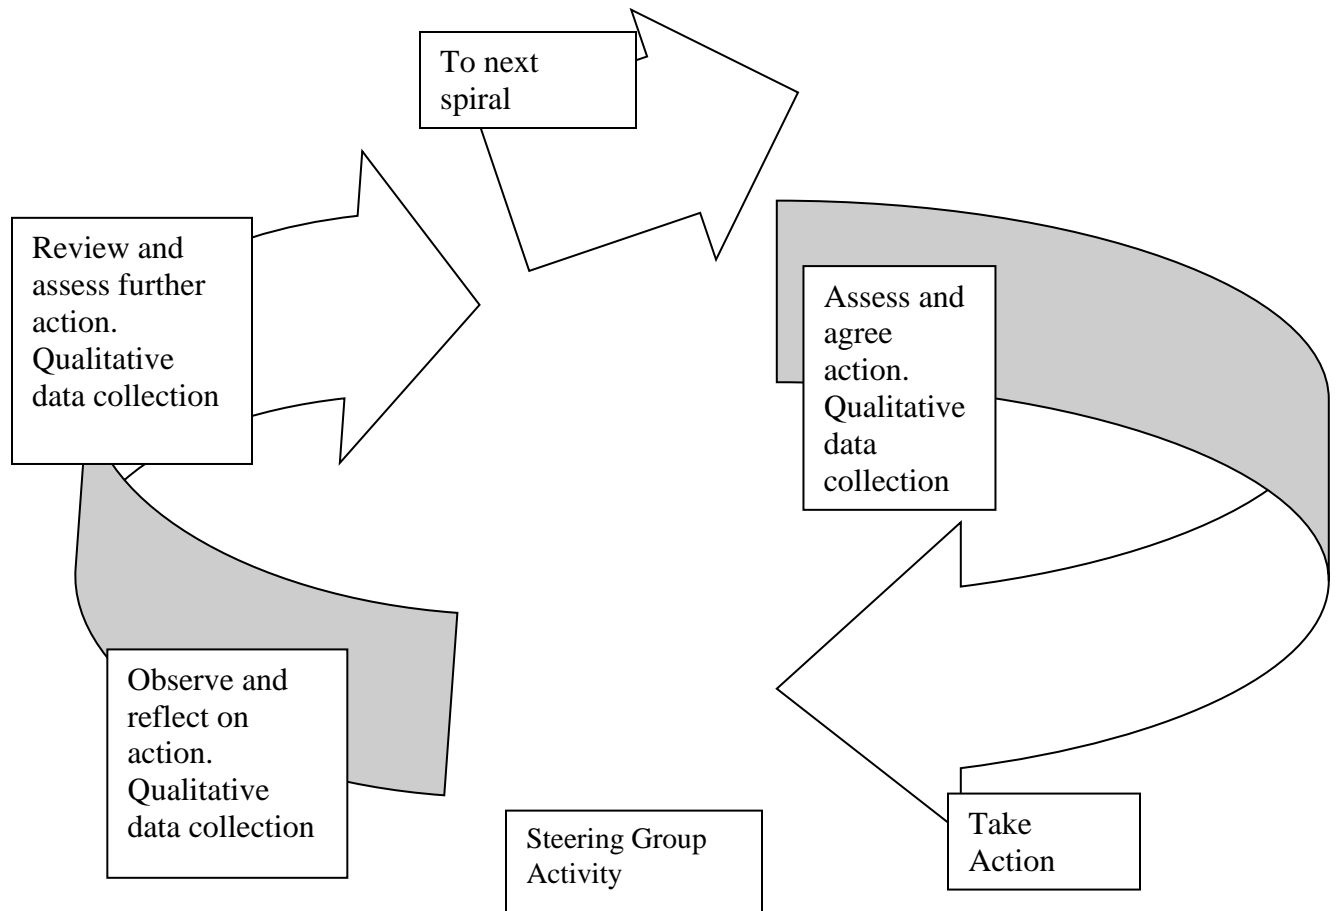 To next
spiral
Review and
assess further
action.
Qualitative
data collection
Assess and
agree
action.
Qualitative
data
collection
Observe and
reflect on
action.
Qualitative
data collection
Steering Group
Activity
Take
Action